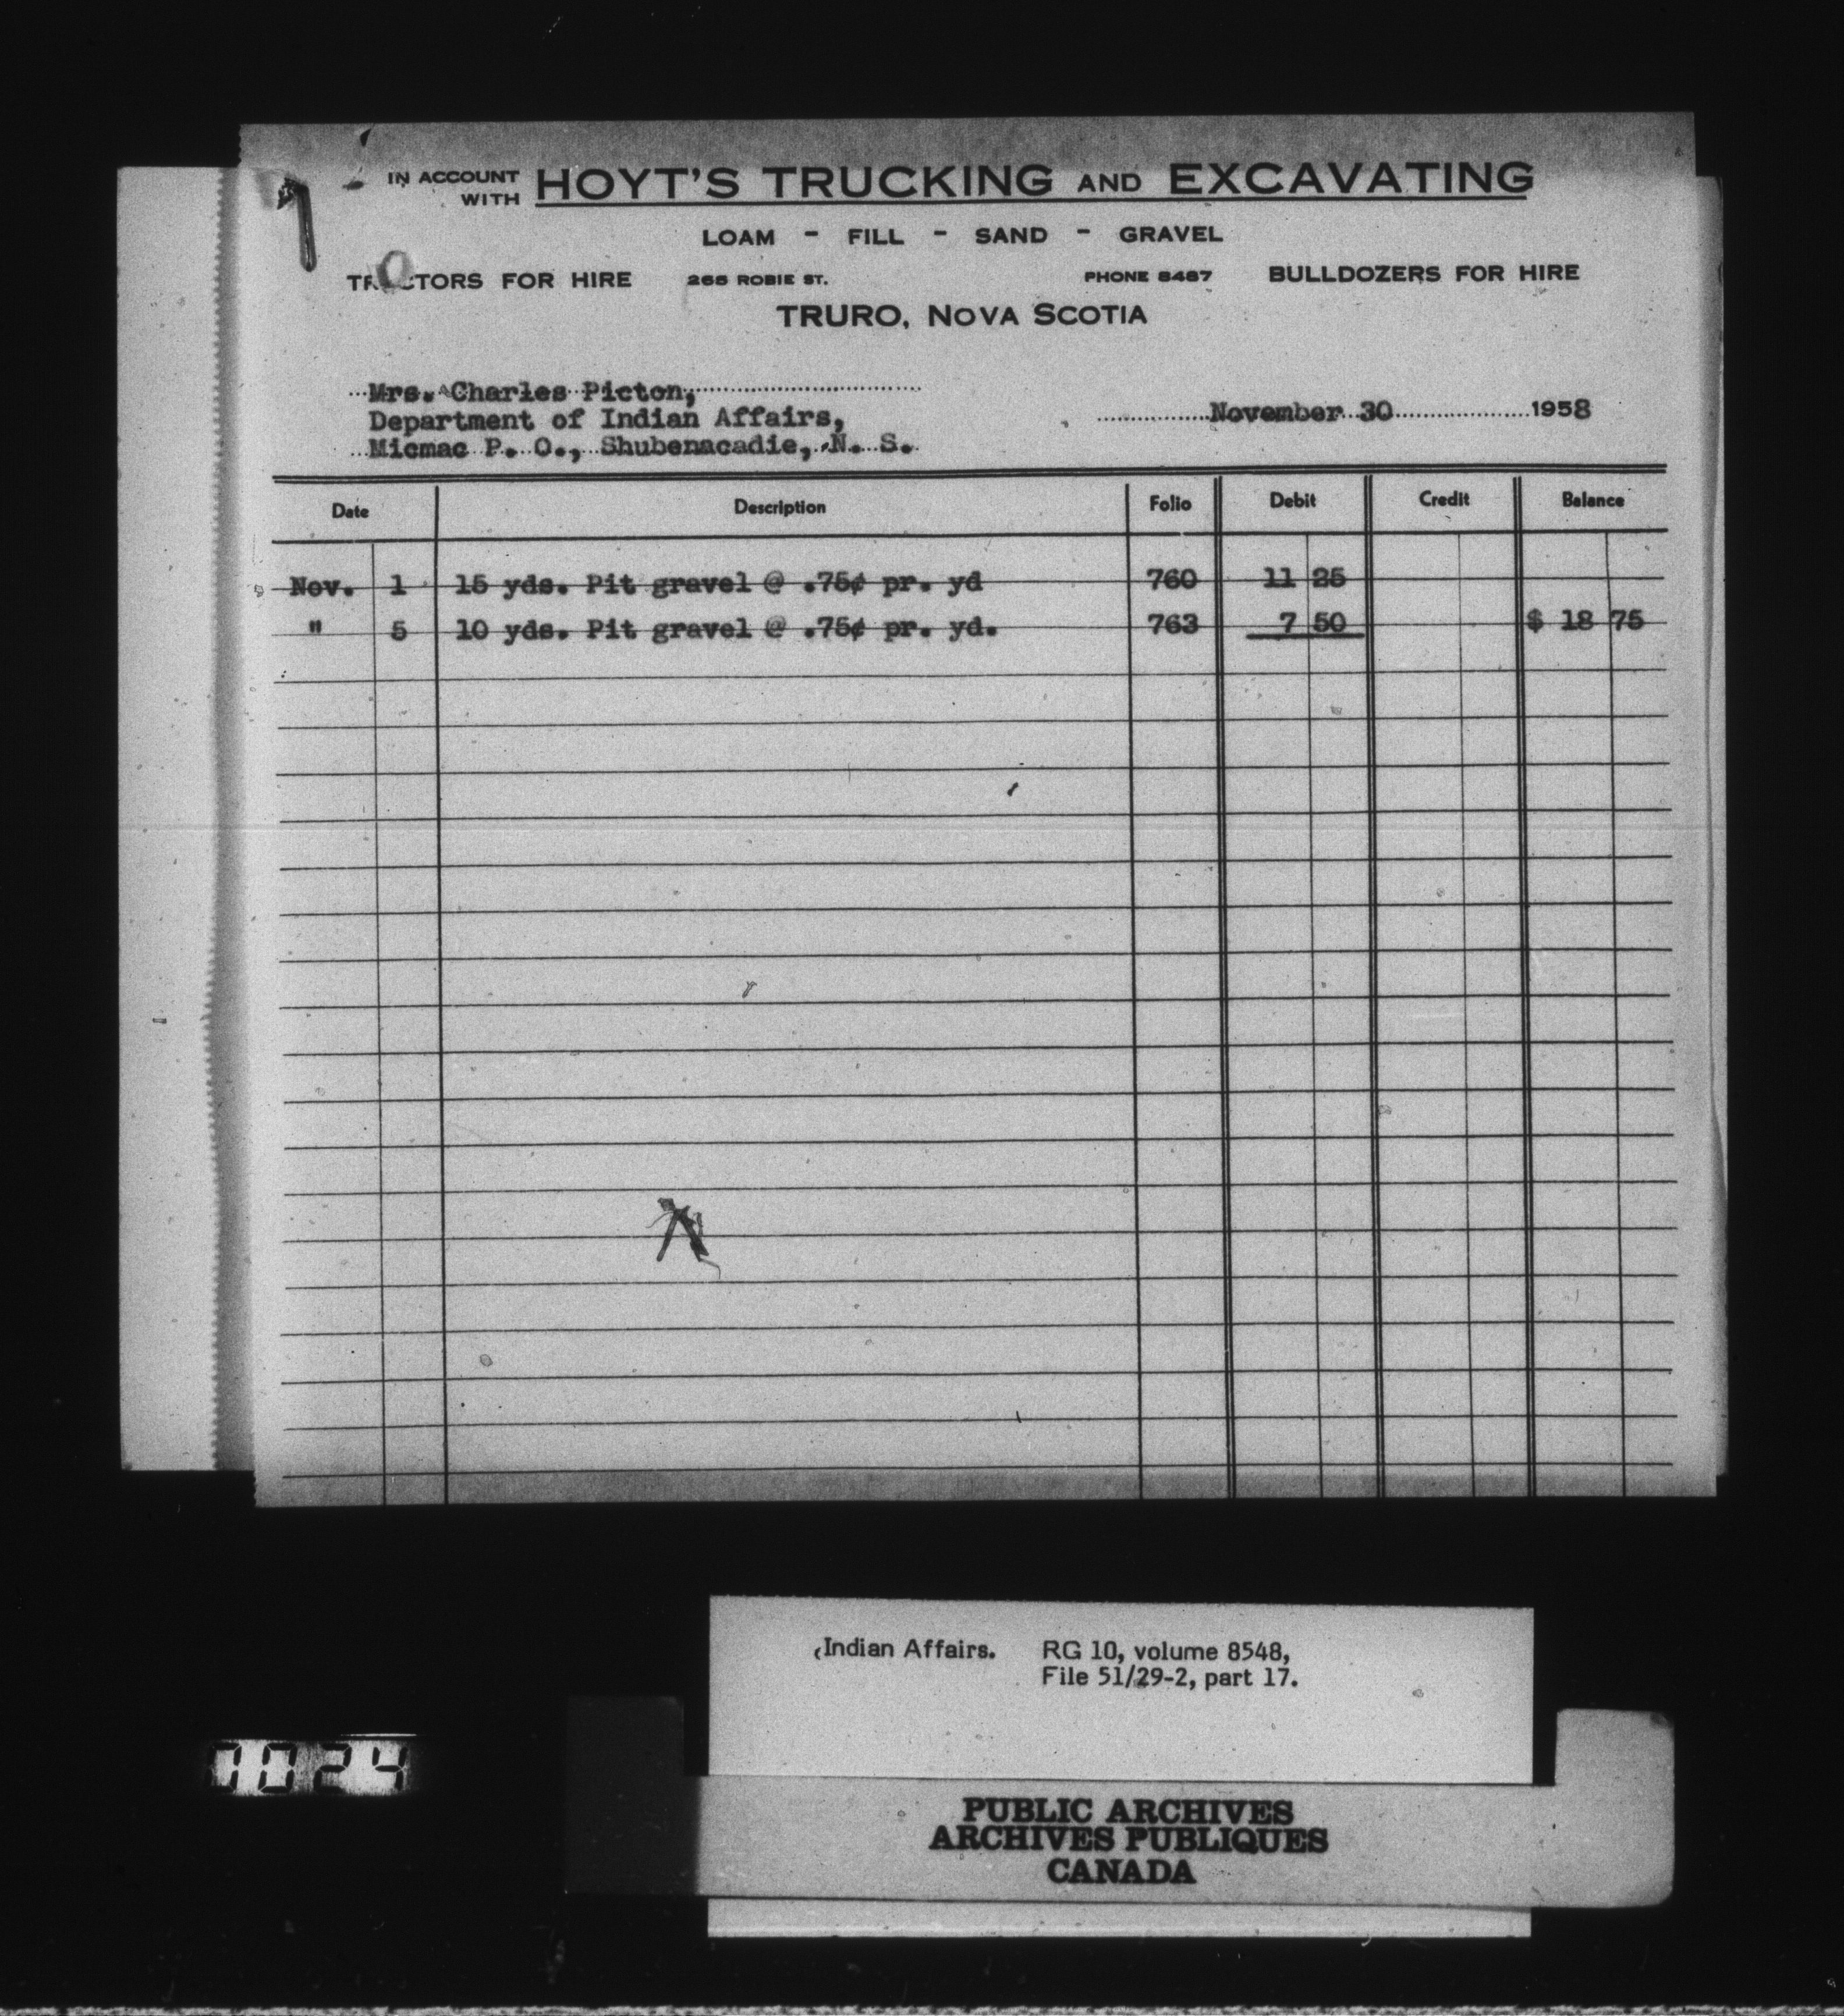 IN ACCOUNT WITH HOYT'S TRUCKING AND EXCAVATING
LOAM - FILL - SAND - GRAVEL
TRACTORS FOR HIRE 265 ROBIE ST. PHONE 8487 BULLDOZERS FOR HIRE
TRURO, NOVA SCOTIA
Mrs. Charles Picton,
Department of Indian Affairs,
November 30 1958
Micmac P. O., Shubenacadie, N. S.
Date Description Folio Debit Credit Balance
Nov. 1 15 yds. Pit gravel @ .75¢ pr. yd 760 11 25
" 5 10 yds. Pit gravel @ .75¢ pr. yd. 763 7 50 $ 18 75
Indian Affairs. RG 10, volume 8548,
File 51/29-2, part 17.
0024
PUBLIC ARCHIVES
ARCHIVES PUBLIQUES
CANADA